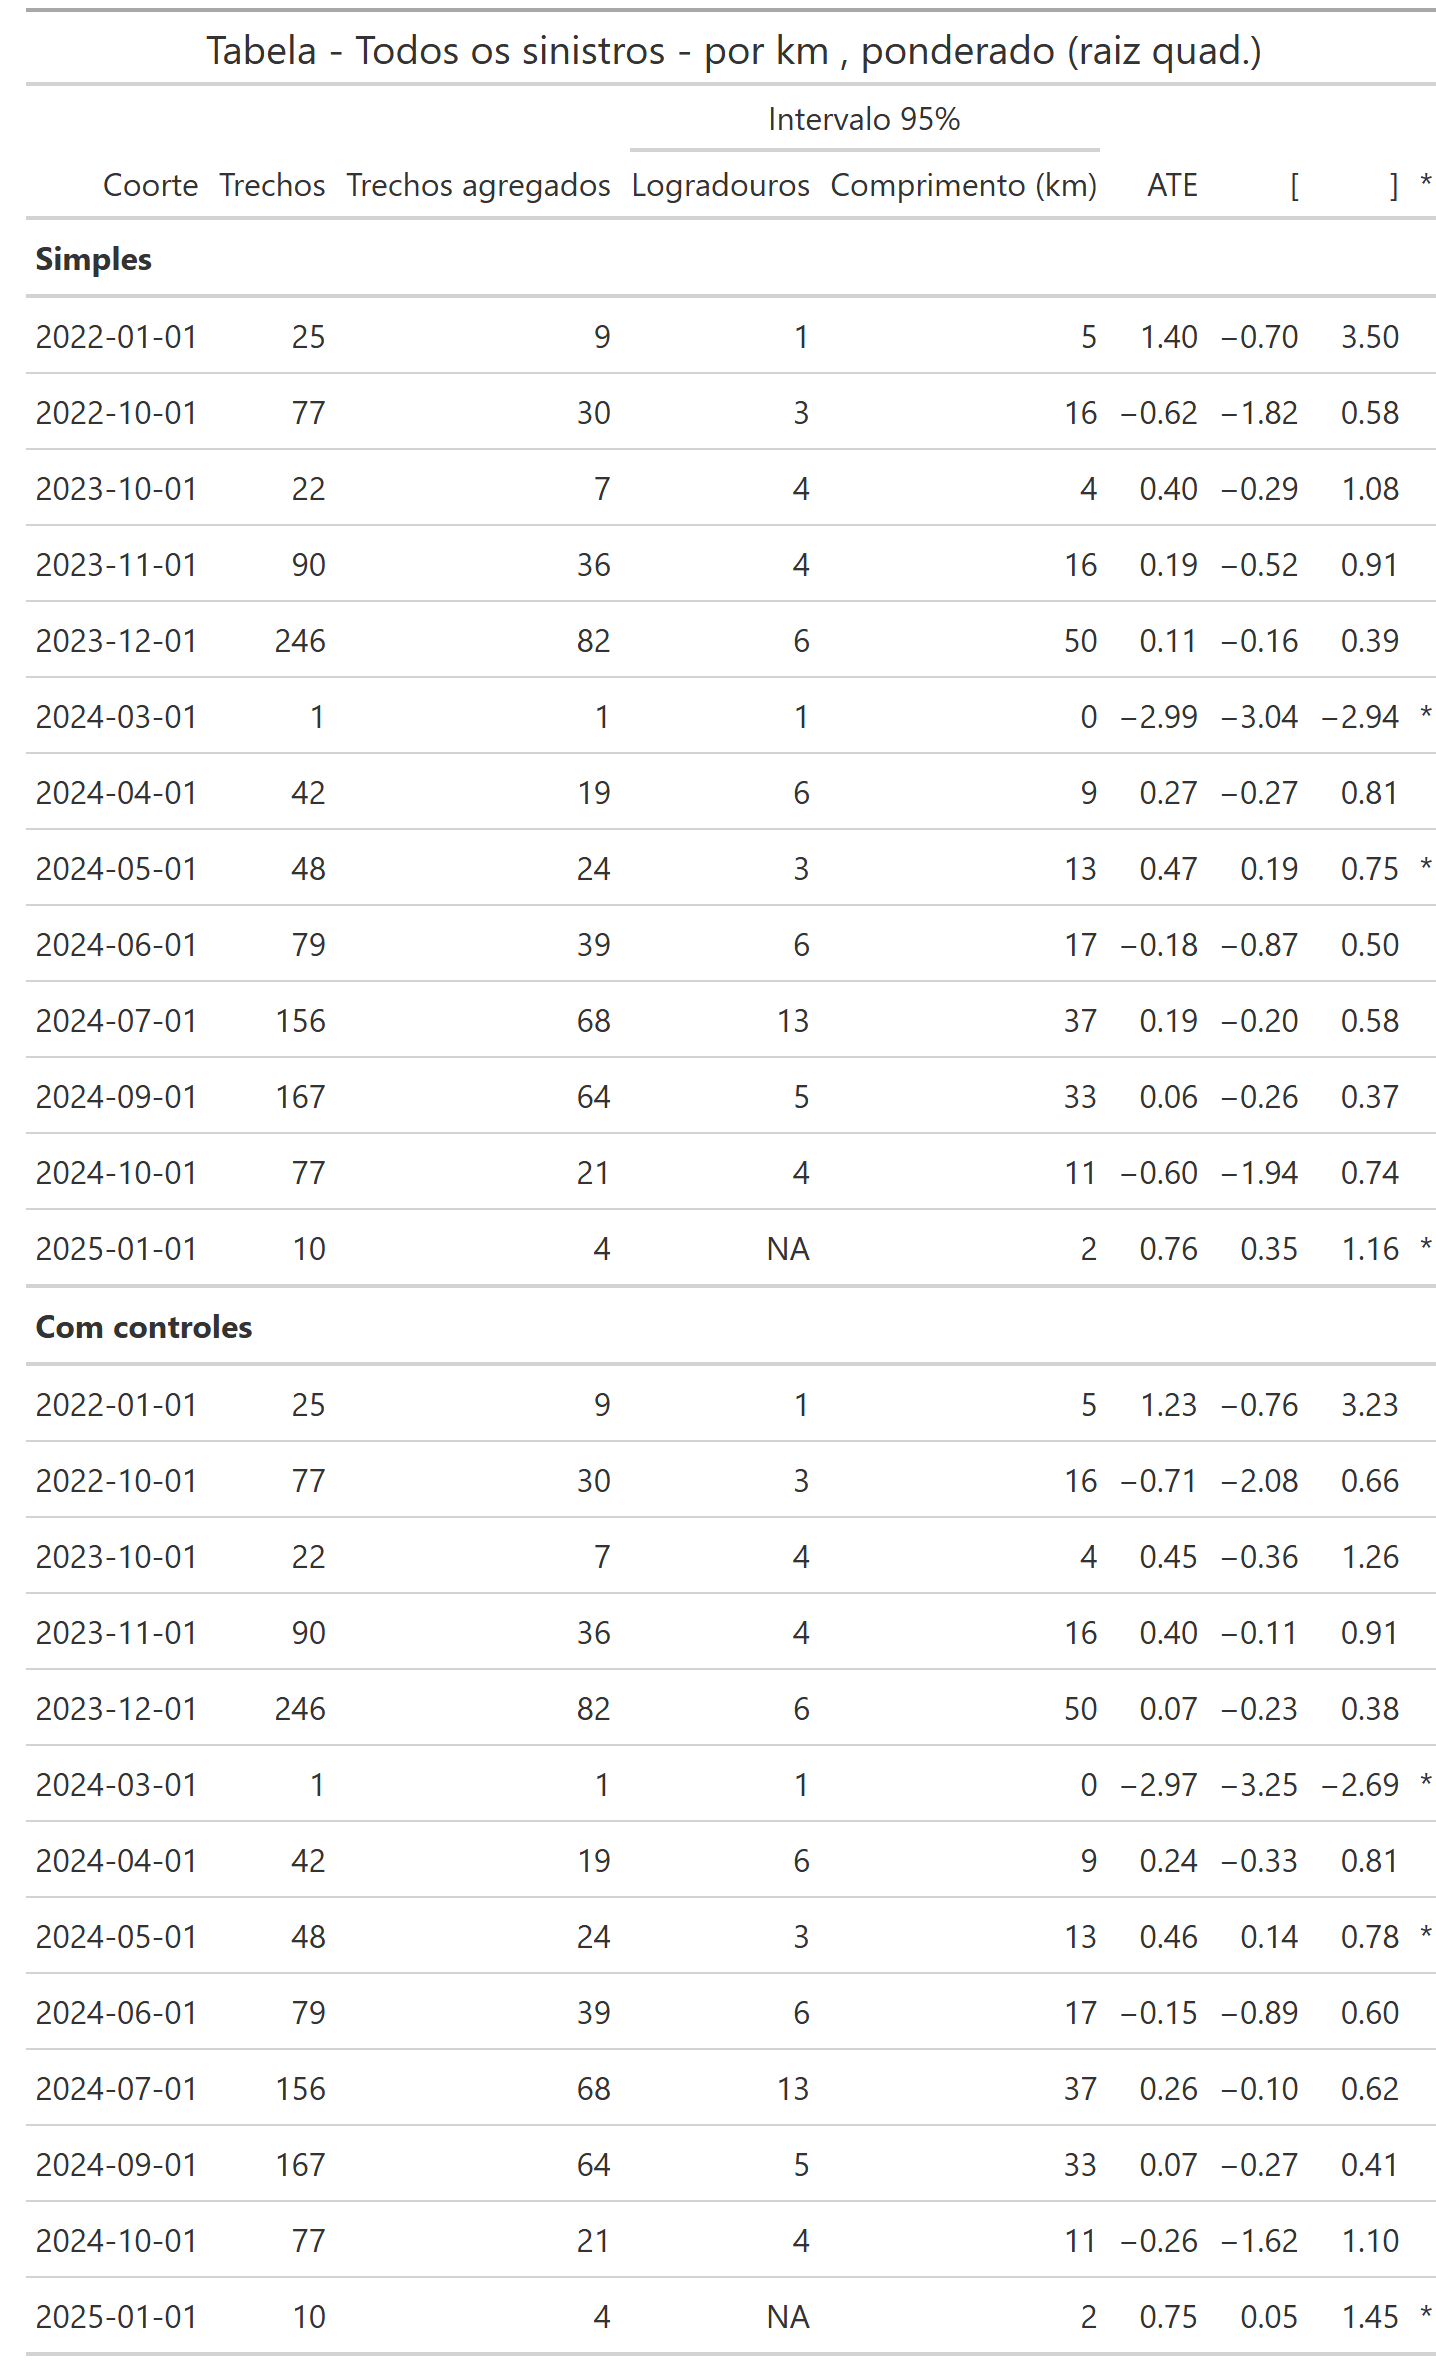 Tabela - Todos os sinistros - por km , ponderado (raiz quad.)
Intervalo 95%
Coorte Trechos Trechos agregados Logradouros Comprimento (km) ATE [ ] *
Simples
2022-01-01 25 9 1 5 1.40 −0.70 3.50
2022-10-01 77 30 3 16 −0.62 −1.82 0.58
2023-10-01 22 7 4 4 0.40 −0.29 1.08
2023-11-01 90 36 4 16 0.19 −0.52 0.91
2023-12-01 246 82 6 50 0.11 −0.16 0.39
2024-03-01 1 1 1 0 −2.99 −3.04 −2.94 *
2024-04-01 42 19 6 9 0.27 −0.27 0.81
2024-05-01 48 24 3 13 0.47 0.19 0.75 *
2024-06-01 79 39 6 17 −0.18 −0.87 0.50
2024-07-01 156 68 13 37 0.19 −0.20 0.58
2024-09-01 167 64 5 33 0.06 −0.26 0.37
2024-10-01 77 21 4 11 −0.60 −1.94 0.74
2025-01-01 10 4 NA 2 0.76 0.35 1.16 *
Com controles
2022-01-01 25 9 1 5 1.23 −0.76 3.23
2022-10-01 77 30 3 16 −0.71 −2.08 0.66
2023-10-01 22 7 4 4 0.45 −0.36 1.26
2023-11-01 90 36 4 16 0.40 −0.11 0.91
2023-12-01 246 82 6 50 0.07 −0.23 0.38
2024-03-01 1 1 1 0 −2.97 −3.25 −2.69 *
2024-04-01 42 19 6 9 0.24 −0.33 0.81
2024-05-01 48 24 3 13 0.46 0.14 0.78 *
2024-06-01 79 39 6 17 −0.15 −0.89 0.60
2024-07-01 156 68 13 37 0.26 −0.10 0.62
2024-09-01 167 64 5 33 0.07 −0.27 0.41
2024-10-01 77 21 4 11 −0.26 −1.62 1.10
2025-01-01 10 4 NA 2 0.75 0.05 1.45 *